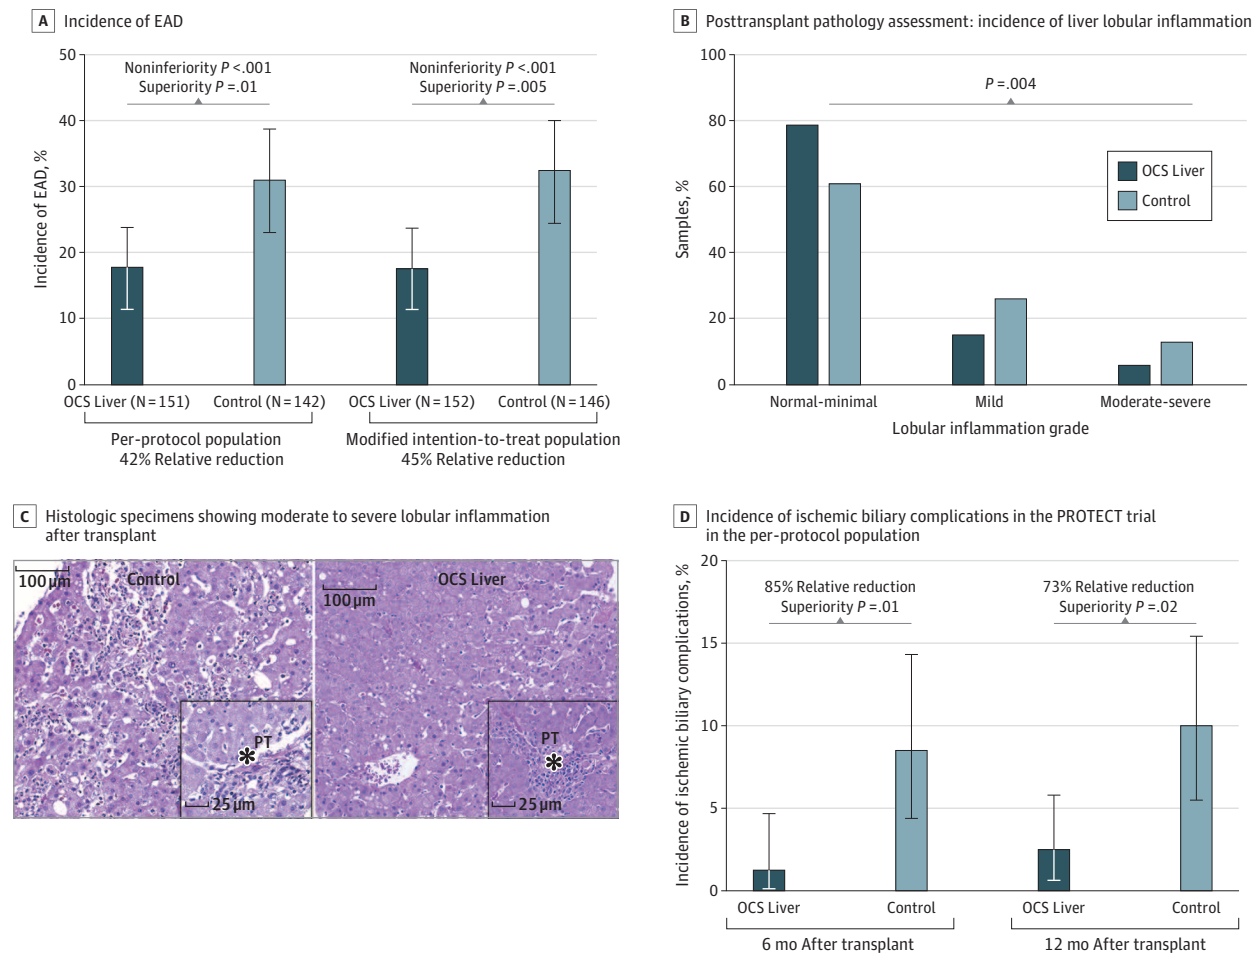 A Incidence of EAD
Incidence of EAD, %
50
40
30
20
10
0
Noninferiority P <.001
Superiority P =.01
Noninferiority P <.001
Superiority P =.005
OCS Liver (N = 151)
Control (N = 142)
OCS Liver (N = 152)
Control (N = 146)
Per-protocol population
42% Relative reduction
Modified intention-to-treat population
45% Relative reduction
B Posttransplant pathology assessment: incidence of liver lobular inflammation
Samples, %
100
80
60
40
20
0
P =.004
OCS Liver
Control
Normal-minimal
Mild
Moderate-severe
Lobular inflammation grade
C Histologic specimens showing moderate to severe lobular inflammation
after transplant
100 µm
Control
PT
*
25 µm
OCS Liver
100 µm
PT
*
25 µm
D Incidence of ischemic biliary complications in the PROTECT trial
in the per-protocol population
Incidence of ischemic biliary complications, %
20
15
10
5
0
85% Relative reduction
Superiority P =.01
73% Relative reduction
Superiority P =.02
OCS Liver
Control
OCS Liver
Control
6 mo After transplant
12 mo After transplant